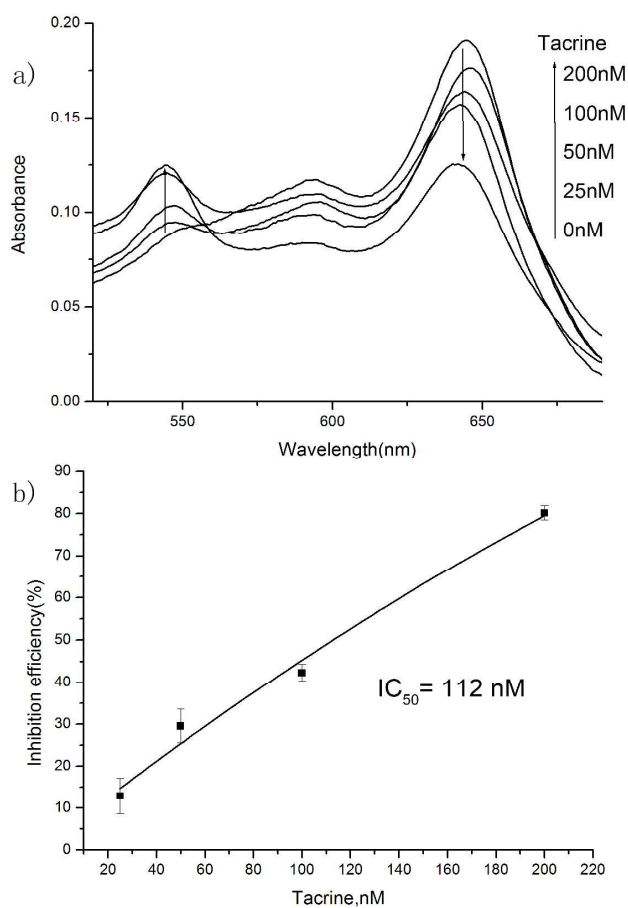 a)
0.20
0.15
0.10
0.05
0.00
Absorbance
550
600
650
Wavelength(nm)
Tacrine
200nM
100nM
50nM
25nM
0nM
b)
90
80
70
60
50
40
30
20
10
0
Inhibition efficiency(%)
IC50= 112 nM
20
40
60
80
100
120
140
160
180
200
220
Tacrine,nM